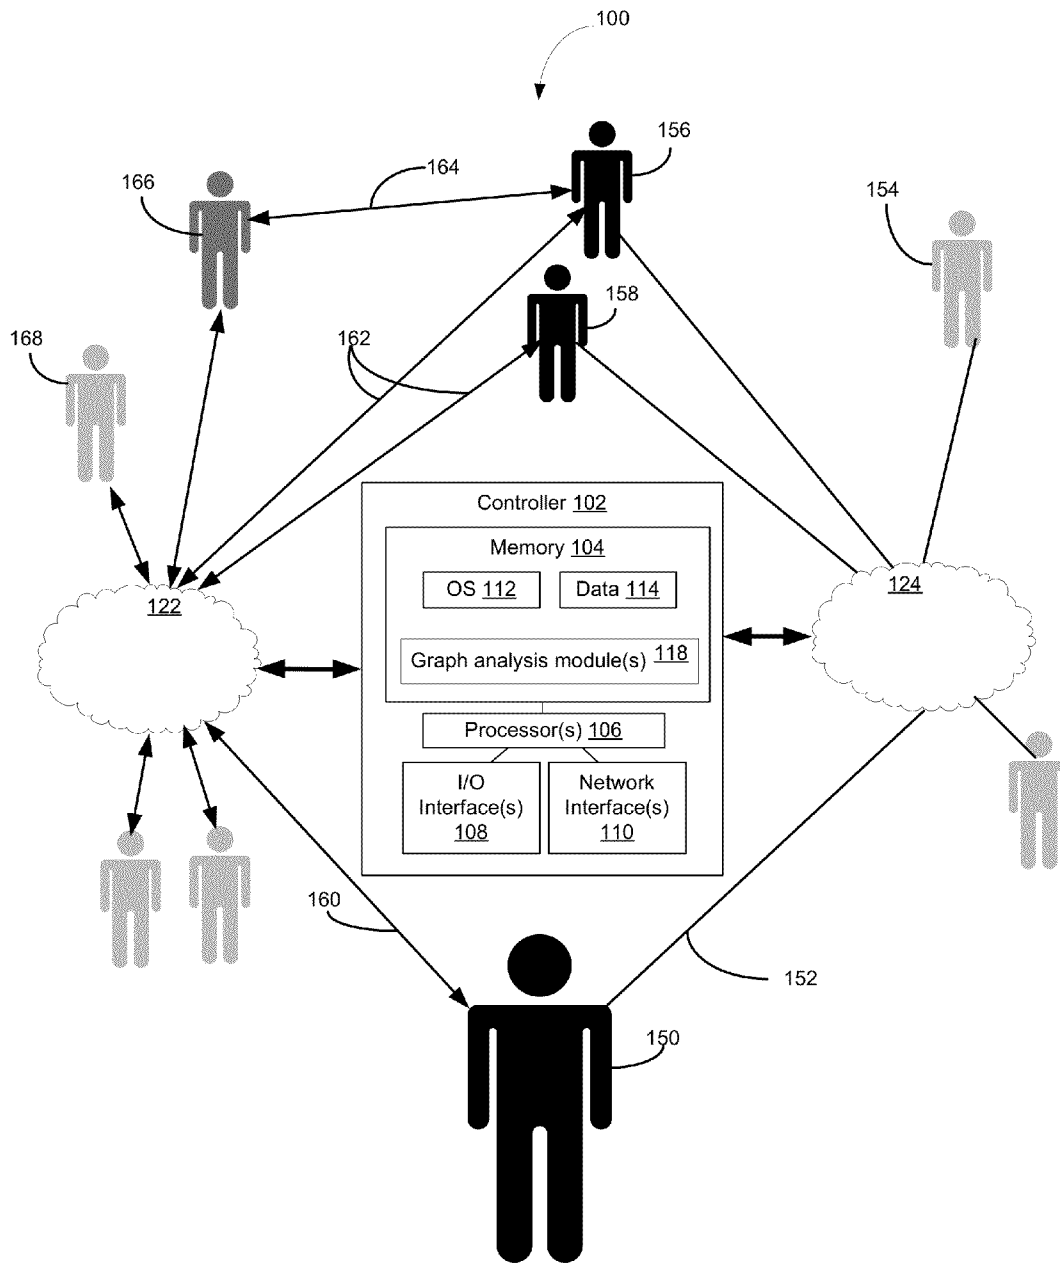 100
156
164
166
154
158
168
162
Controller 102
Memory 104
OS 112
Data 114
122
124
Graph analysis module(s) 118
Processor(s) 106
I/O
Interface(s)
108
Network
Interface(s)
110
160
152
150